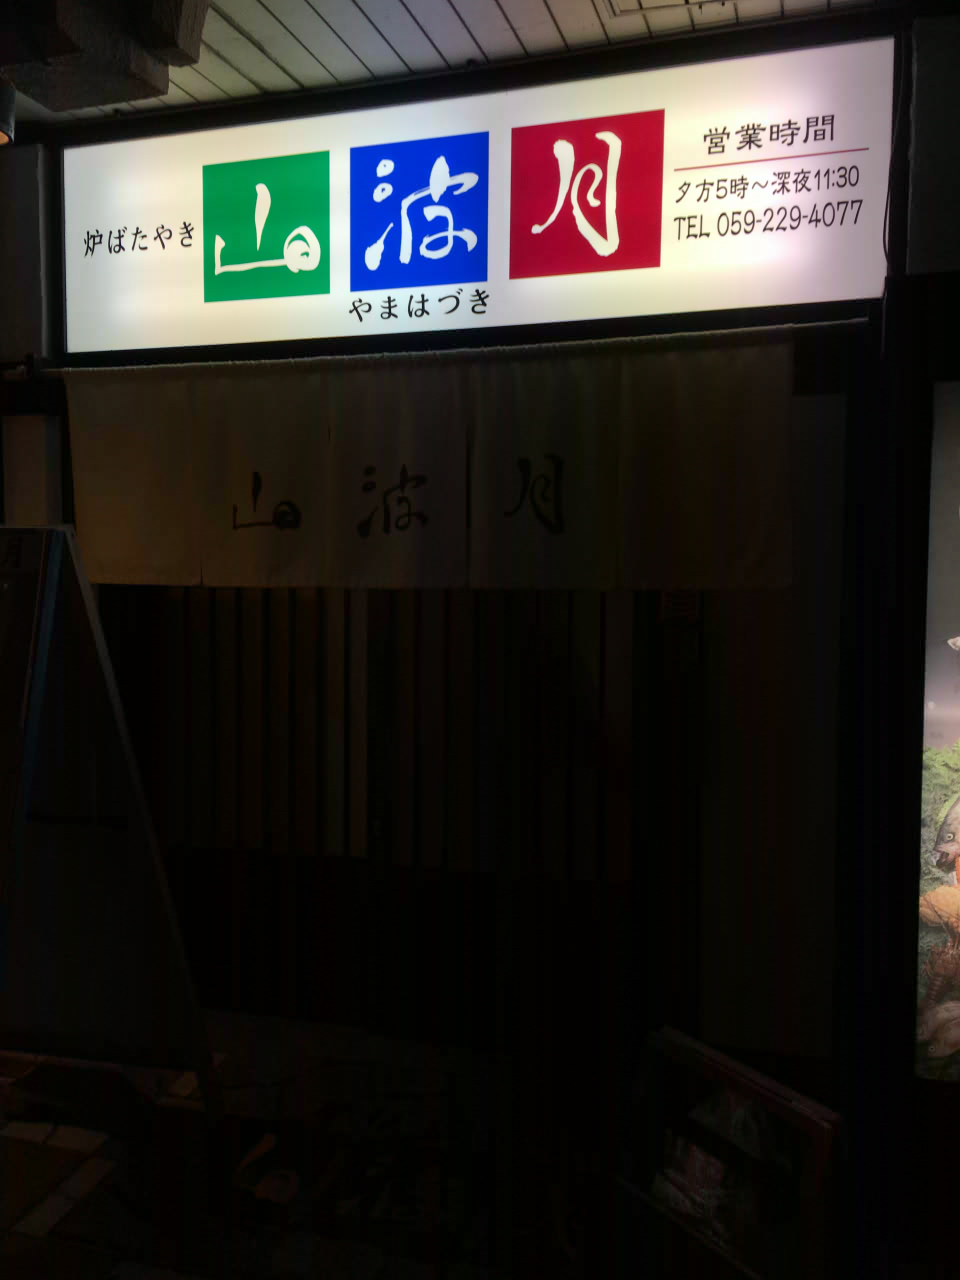 炉ばたやき
山波月
やまはづき
営業時間
夕方5時～深夜11:30
TEL 059-229-4077
山波月
月